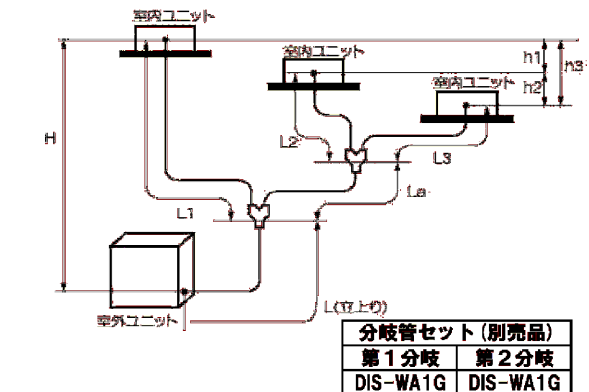 室内ユニット
室内ユニット
h1
h3
室内ユニット
h2
H
L2
L3
La
L1
L(立上り)
室外ユニット
分岐管セット(別売品)
第1分岐 第2分岐
DIS-WA1G DIS-WA1G